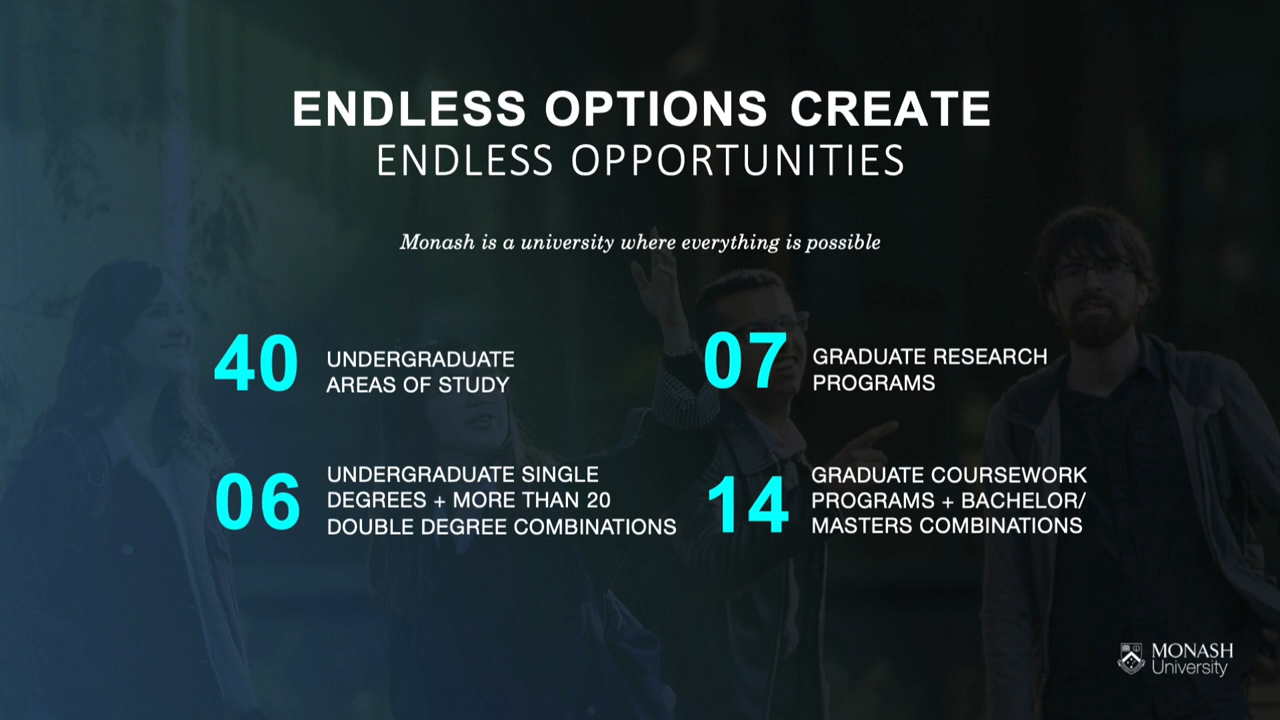 ENDLESS OPTIONS CREATE
ENDLESS OPPORTUNITIES
Monash is a university where everything is possible
40
UNDERGRADUATE
AREAS OF STUDY
07
GRADUATE RESEARCH
PROGRAMS
06
UNDERGRADUATE SINGLE
DEGREES + MORE THAN 20
DOUBLE DEGREE COMBINATIONS
14
GRADUATE COURSEWORK
PROGRAMS + BACHELOR/
MASTERS COMBINATIONS
MONASH
University